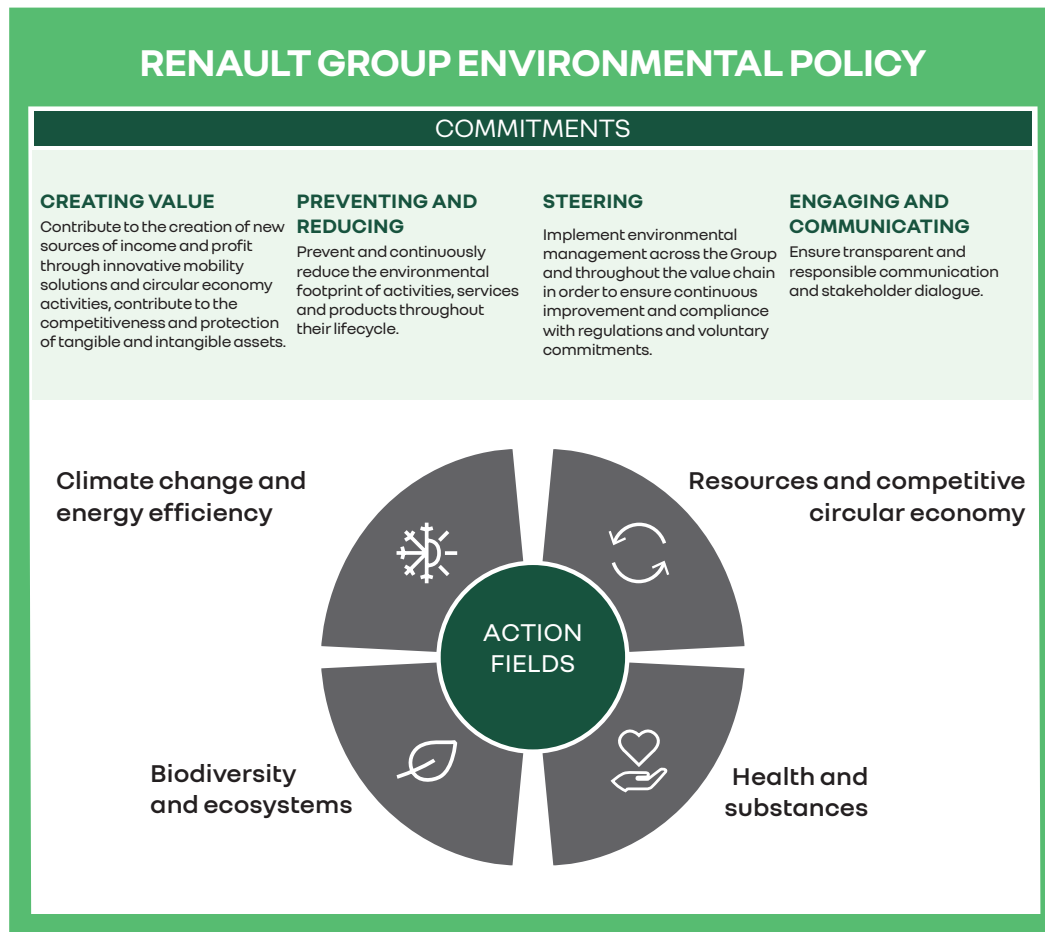 RENAULT GROUP ENVIRONMENTAL POLICY
COMMITMENTS
CREATING VALUE
Contribute to the creation of new
sources of income and profit
through innovative mobility
solutions and circular economy
activities, contribute to the
competitiveness and protection
of tangible and intangible assets.
PREVENTING AND
REDUCING
Prevent and continuously
reduce the environmental
footprint of activities, services
and products throughout
their lifecycle.
STEERING
Implement environmental
management across the Group
and throughout the value chain
in order to ensure continuous
improvement and compliance
with regulations and voluntary
commitments.
ENGAGING AND
COMMUNICATING
Ensure transparent and
responsible communication
and stakeholder dialogue.
Climate change and
energy efficiency
Resources and competitive
circular economy
ACTION
FIELDS
Biodiversity
and ecosystems
Health and
substances